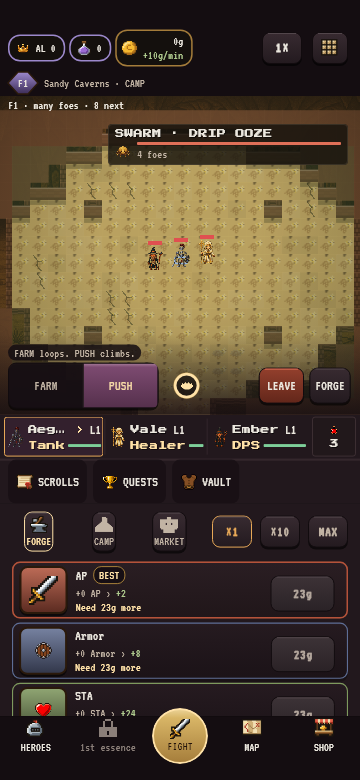 AL 0
0
0g
+10g/min
1X
F1
Sandy Caverns · CAMP
F1 · many foes · 8 next
SWARM · DRIP OOZE
4 foes
FARM loops. PUSH climbs.
FARM
PUSH
LEAVE
FORGE
Aeg… > L1
Tank
Vale L1
Healer
Ember L1
DPS
3
SCROLLS
QUESTS
VAULT
FORGE
CAMP
MARKET
X1
X10
MAX
AP BEST
+0 AP > +2
Need 23g more
23g
Armor
+0 Armor > +8
Need 23g more
23g
STA
+0 STA > +24
23g
HEROES
1st essence
FIGHT
MAP
SHOP